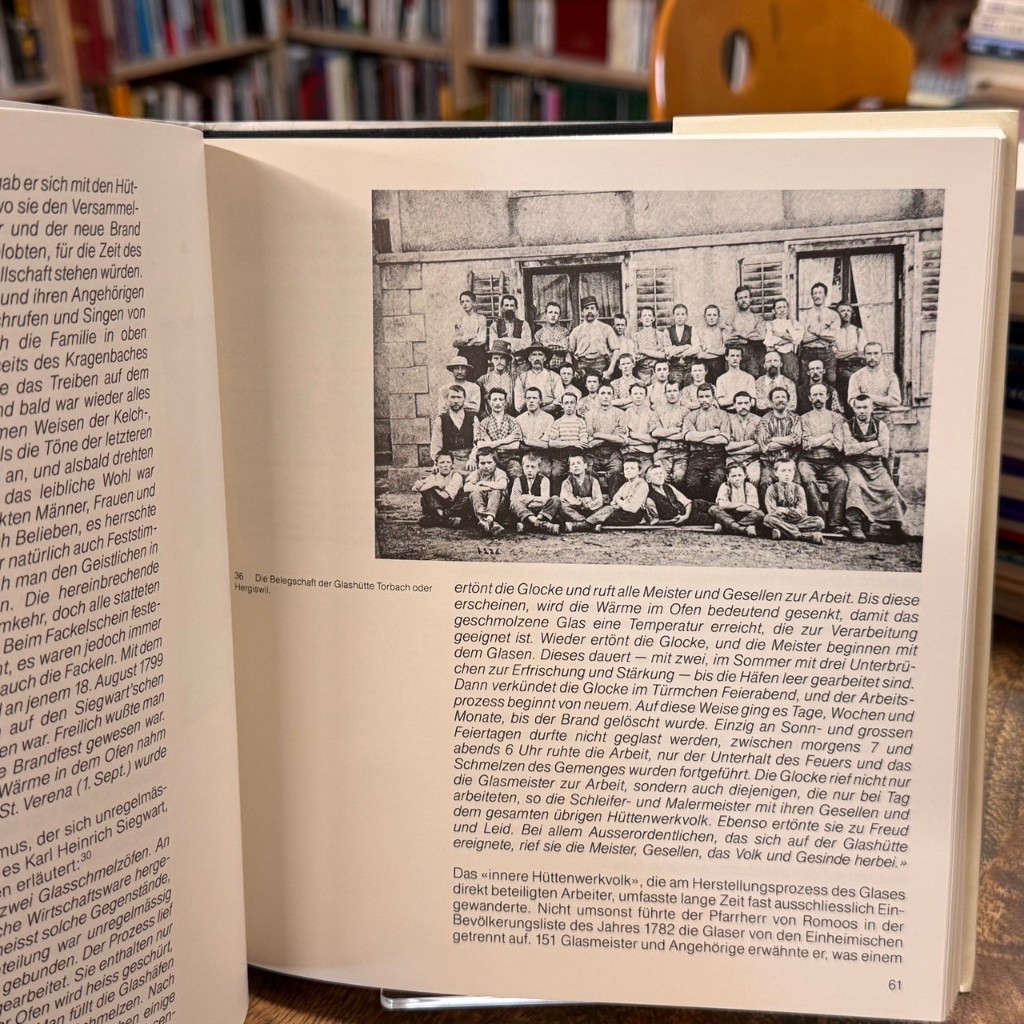 gab er sich mit den Hüt-
wo sie den Versammel-
und der neue Brand
lobten, für die Zeit des
llschaft stehen würden.
und ihren Angehörigen
hrufen und Singen von
die Familie in oben
seits des Kragenbaches
e das Treiben auf dem
nd bald war wieder alles
men Weisen der Kelch-,
ls die Töne der letzteren
an, und alsbald drehten
das leibliche Wohl war
kten Männer, Frauen und
h Belieben, es herrschte
r natürlich auch Feststim-
h man den Geistlichen in
n. Die hereinbrechende
mkehr, doch alle statteten
Beim Fackelschein feste-
t, es waren jedoch immer
auch die Fackeln. Mit dem
an jenem 18. August 1799
auf den Siegwart'schen
en war. Freilich wußte man
e Brandfest gewesen war.
Wärme in dem Ofen nahm
St. Verena (1. Sept.) wurde
mus, der sich unregelmäs-
es Karl Heinrich Siegwart,
en erläutert:30
zwei Glasschmelzöfen. An
che Wirtschaftsware herge-
heisst solche Gegenstände,
teilung war unregelmässig
gebunden. Der Prozess lief
gearbeitet. Sie enthalten nur
Ofen wird heiss geschürt,
Man füllt die Glashäfen
chmelzen. Nach
einige
36 Die Belegschaft der Glashütte Torbach oder
Hergiswil.
ertönt die Glocke und ruft alle Meister und Gesellen zur Arbeit. Bis diese
erscheinen, wird die Wärme im Ofen bedeutend gesenkt, damit das
geschmolzene Glas eine Temperatur erreicht, die zur Verarbeitung
geeignet ist. Wieder ertönt die Glocke, und die Meister beginnen mit
dem Glasen. Dieses dauert — mit zwei, im Sommer mit drei Unterbrü-
chen zur Erfrischung und Stärkung — bis die Häfen leer gearbeitet sind.
Dann verkündet die Glocke im Türmchen Feierabend, und der Arbeits-
prozess beginnt von neuem. Auf diese Weise ging es Tage, Wochen und
Monate, bis der Brand gelöscht wurde. Einzig an Sonn- und grossen
Feiertagen durfte nicht geglast werden, zwischen morgens 7 und
abends 6 Uhr ruhte die Arbeit, nur der Unterhalt des Feuers und das
Schmelzen des Gemenges wurden fortgeführt. Die Glocke rief nicht nur
die Glasmeister zur Arbeit, sondern auch diejenigen, die nur bei Tag
arbeiteten, so die Schleifer- und Malermeister mit ihren Gesellen und
dem gesamten übrigen Hüttenwerkvolk. Ebenso ertönte sie zu Freud
und Leid. Bei allem Ausserordentlichen, das sich auf der Glashütte
ereignete, rief sie die Meister, Gesellen, das Volk und Gesinde herbei.»
Das «innere Hüttenwerkvolk», die am Herstellungsprozess des Glases
direkt beteiligten Arbeiter, umfasste lange Zeit fast ausschliesslich Ein-
gewanderte. Nicht umsonst führte der Pfarrherr von Romoos in der
Bevölkerungsliste des Jahres 1782 die Glaser von den Einheimischen
getrennt auf. 151 Glasmeister und Angehörige erwähnte er, was einem
61